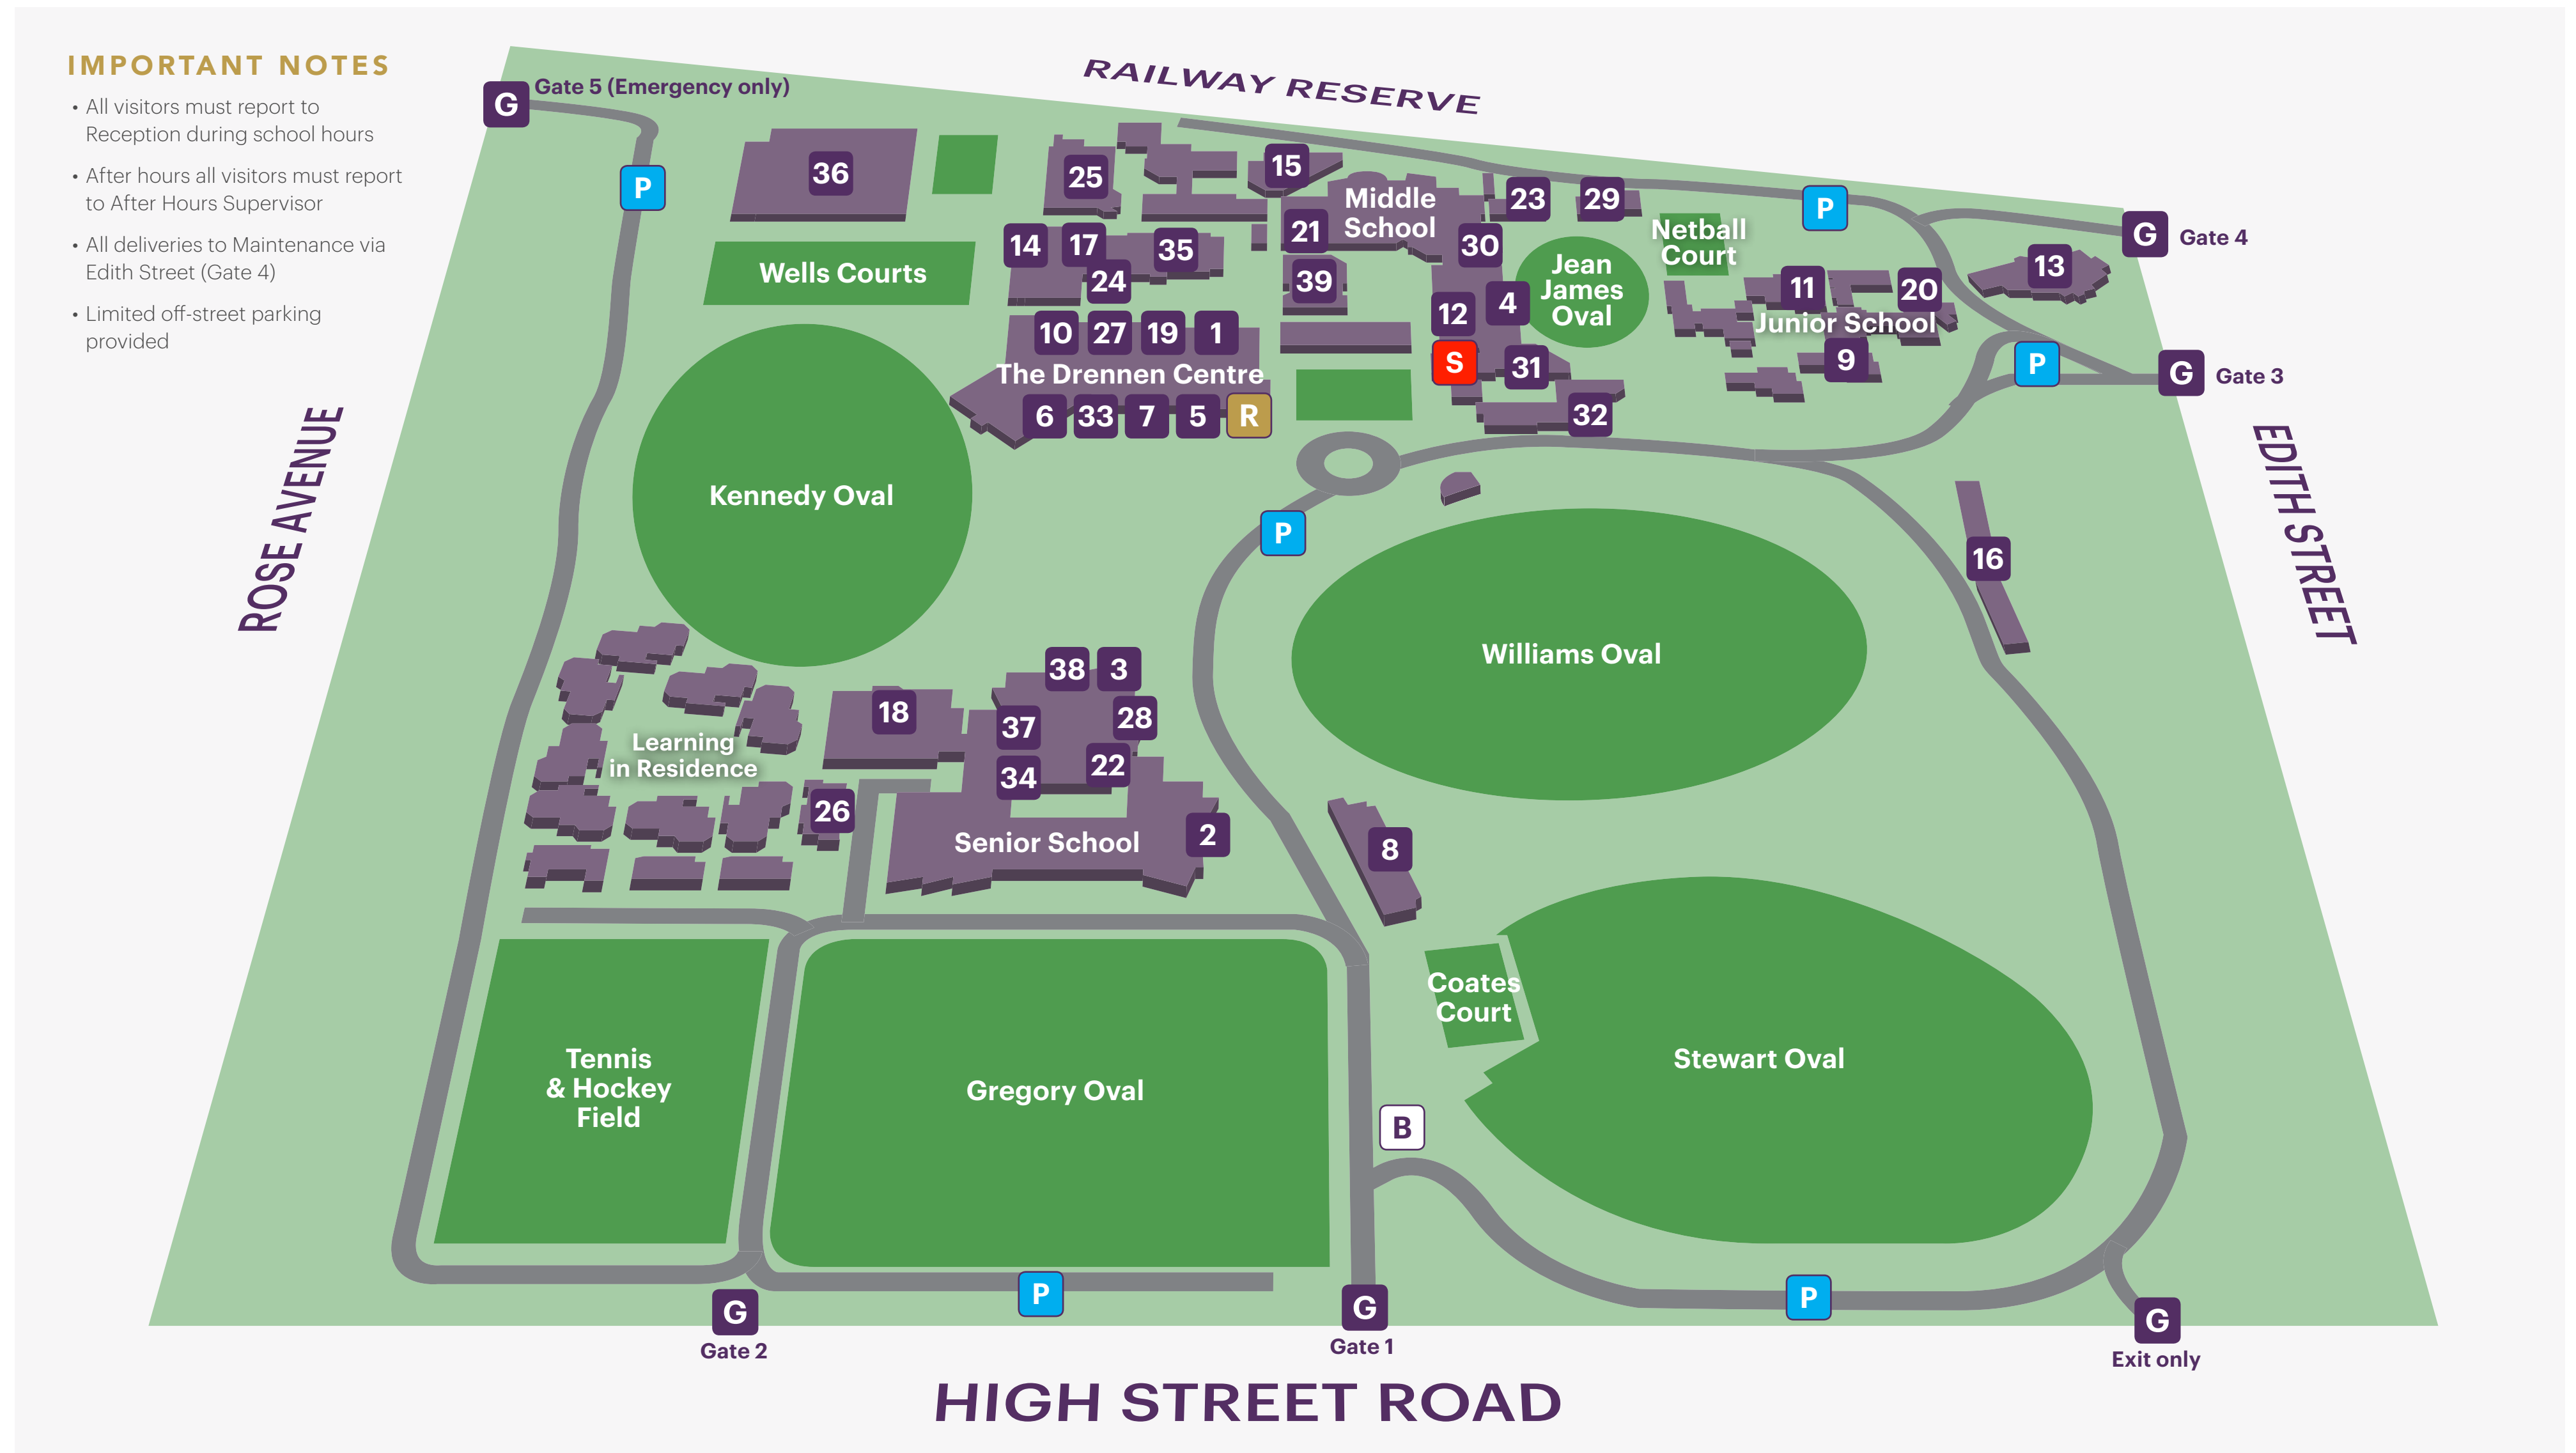 IMPORTANT NOTES
• All visitors must report to
Reception during school hours
• After hours all visitors must report
to After Hours Supervisor
• All deliveries to Maintenance via
Edith Street (Gate 4)
• Limited off-street parking
provided
RAILWAY RESERVE
G Gate 5 (Emergency only)
P
36
25
15
Middle
School
23
29
P
G Gate 4
14
17
35
24
21
39
30
Netball
Court
Jean
James
Oval
13
Wells Courts
12
4
11
20
Junior School
9
10 27 19 1
The Drennen Centre
6 33 7 5 R
S
31
32
P
G Gate 3
ROSE AVENUE
EDITH STREET
Kennedy Oval
P
16
Williams Oval
38 3
18
37
28
22
34
Learning
in Residence
26
Senior School
2
8
Coates
Court
Tennis
& Hockey
Field
Gregory Oval
Stewart Oval
B
P
P
G
Gate 2
G
Gate 1
G
Exit only
HIGH STREET ROAD